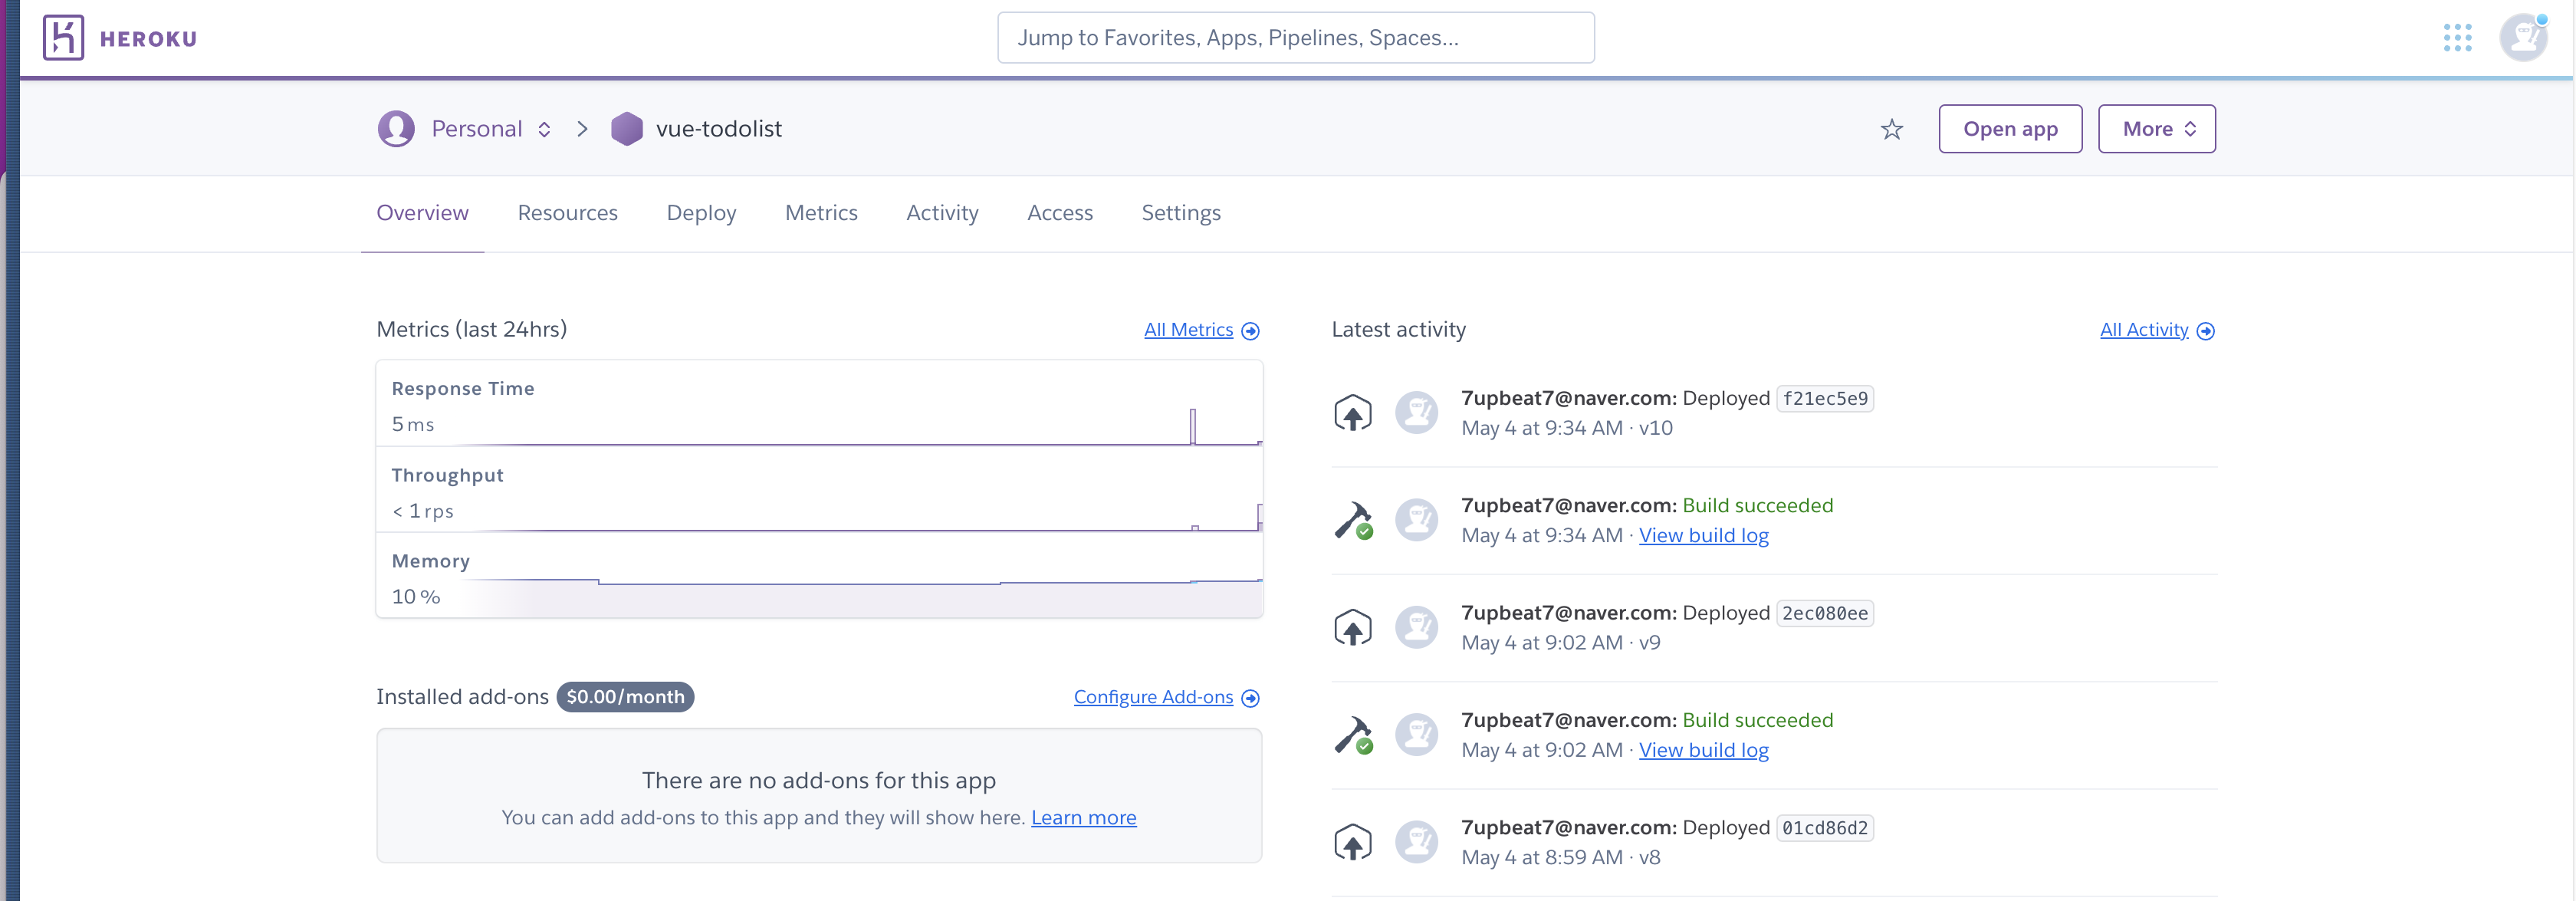 HEROKU
Jump to Favorites, Apps, Pipelines, Spaces...
Personal
vue-todolist
Open app
More
Overview
Resources
Deploy
Metrics
Activity
Access
Settings
Metrics (last 24hrs)
All Metrics
Response Time
5 ms
Throughput
< 1 rps
Memory
10 %
Installed add-ons $0.00/month
Configure Add-ons
There are no add-ons for this app
You can add add-ons to this app and they will show here. Learn more
Latest activity
All Activity
7upbeat7@naver.com: Deployed f21ec5e9
May 4 at 9:34 AM · v10
7upbeat7@naver.com: Build succeeded
May 4 at 9:34 AM · View build log
7upbeat7@naver.com: Deployed 2ec080ee
May 4 at 9:02 AM · v9
7upbeat7@naver.com: Build succeeded
May 4 at 9:02 AM · View build log
7upbeat7@naver.com: Deployed 01cd86d2
May 4 at 8:59 AM · v8